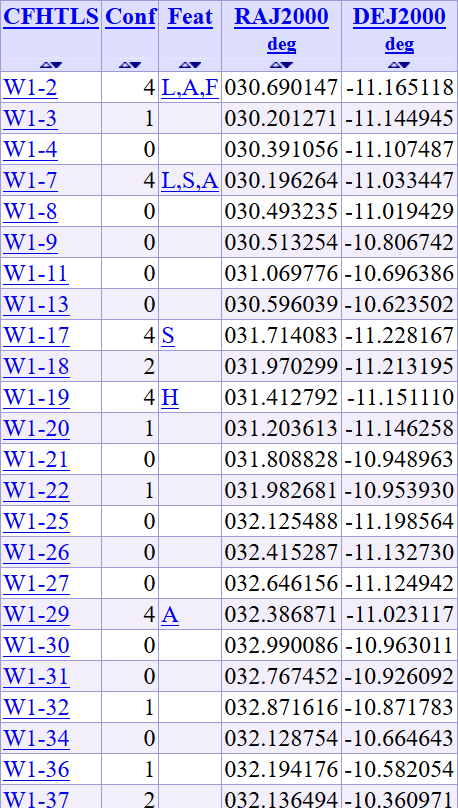 CFHTLS Conf Feat RAJ2000 DEJ2000
deg deg
W1-2 4 L,A,F 030.690147 -11.165118
W1-3 1 030.201271 -11.144945
W1-4 0 030.391056 -11.107487
W1-7 4 L,S,A 030.196264 -11.033447
W1-8 0 030.493235 -11.019429
W1-9 0 030.513254 -10.806742
W1-11 0 031.069776 -10.696386
W1-13 0 030.596039 -10.623502
W1-17 4 S 031.714083 -11.228167
W1-18 2 031.970299 -11.213195
W1-19 4 H 031.412792 -11.151110
W1-20 1 031.203613 -11.146258
W1-21 0 031.808828 -10.948963
W1-22 1 031.982681 -10.953930
W1-25 0 032.125488 -11.198564
W1-26 0 032.415287 -11.132730
W1-27 0 032.646156 -11.124942
W1-29 4 A 032.386871 -11.023117
W1-30 0 032.990086 -10.963011
W1-31 0 032.767452 -10.926092
W1-32 1 032.871616 -10.871783
W1-34 0 032.128754 -10.664643
W1-36 1 032.194176 -10.582054
W1-37 2 032.136494 -10.360971